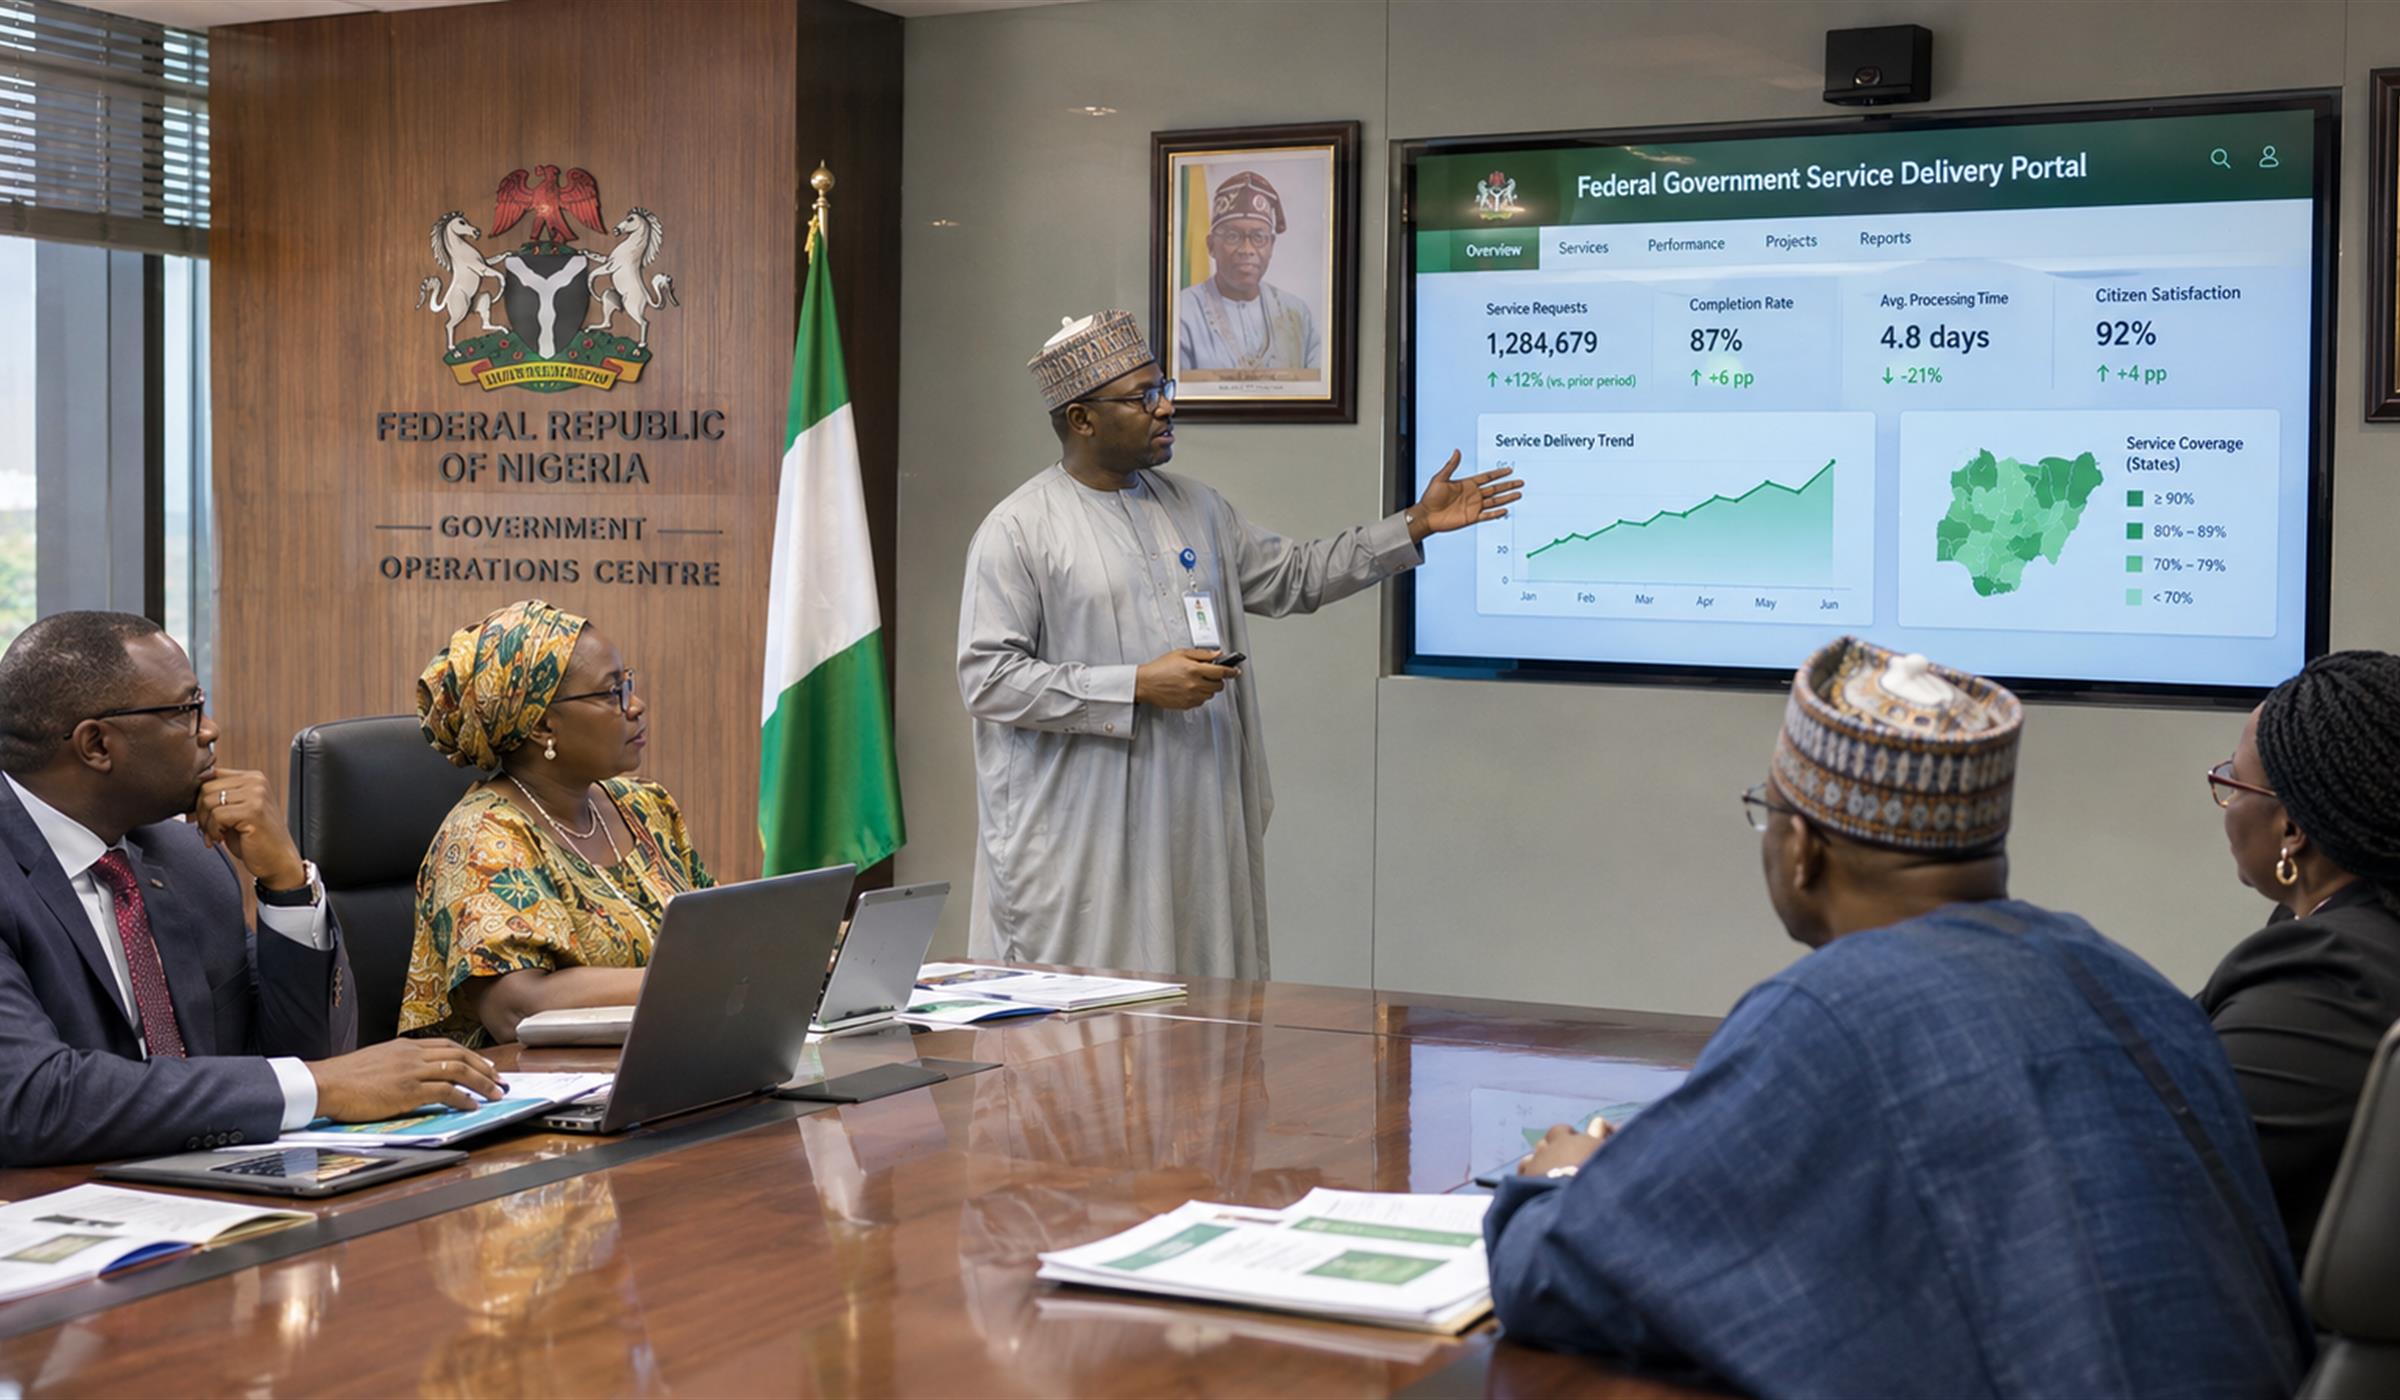 FEDERAL REPUBLIC
OF NIGERIA
GOVERNMENT
OPERATIONS CENTRE
Federal Government Service Delivery Portal
Overview
Services
Performance
Projects
Reports
Service Requests
1,284,679
↑ +12% (vs. prior period)
Completion Rate
87%
↑ +6 pp
Avg. Processing Time
4.8 days
↓ -21%
Citizen Satisfaction
92%
↑ +4 pp
Service Delivery Trend
20
0
Jan
Feb
Mar
Apr
May
Jun
Service Coverage
(States)
≥ 90%
80% – 89%
70% – 79%
< 70%